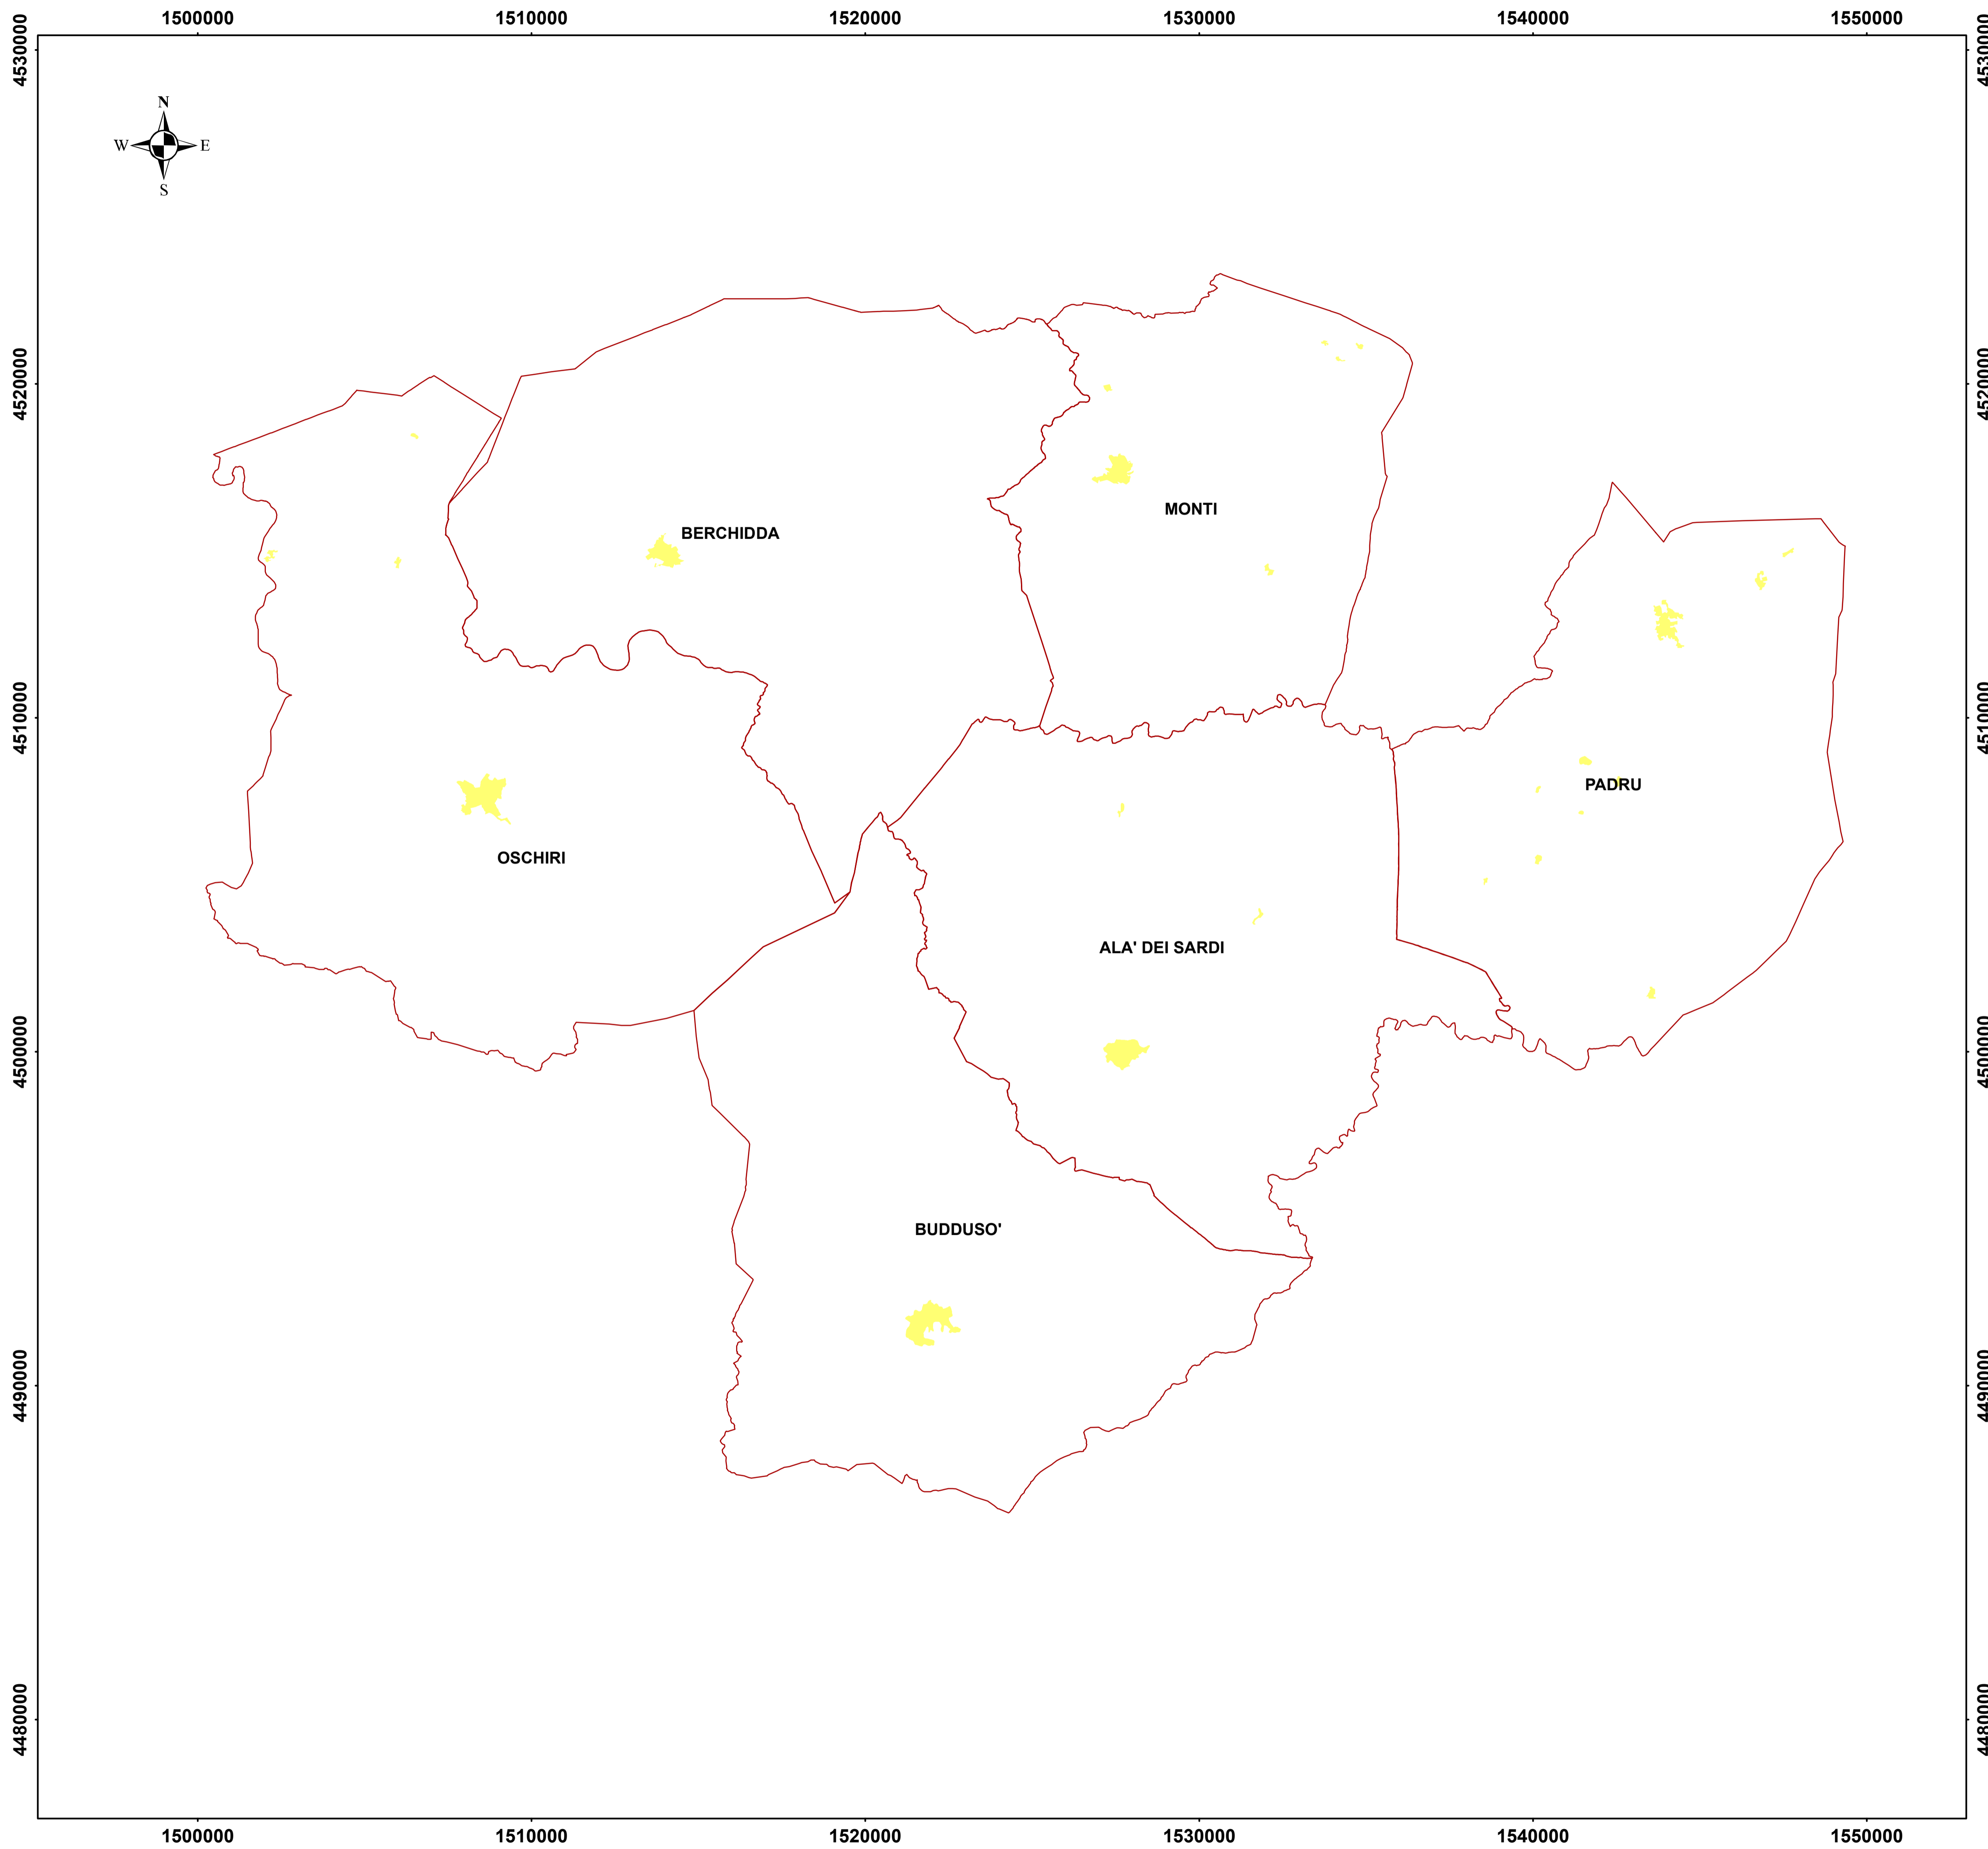 1500000 1510000 1520000 1530000 1540000 1550000
4530000 4530000
N
W E
S
4520000 4520000
MONTI
BERCHIDDA
4510000 4510000
PADRU
OSCHIRI
ALA' DEI SARDI
4500000 4500000
BUDDUSO'
4490000 4490000
4480000 4480000
1500000 1510000 1520000 1530000 1540000 1550000